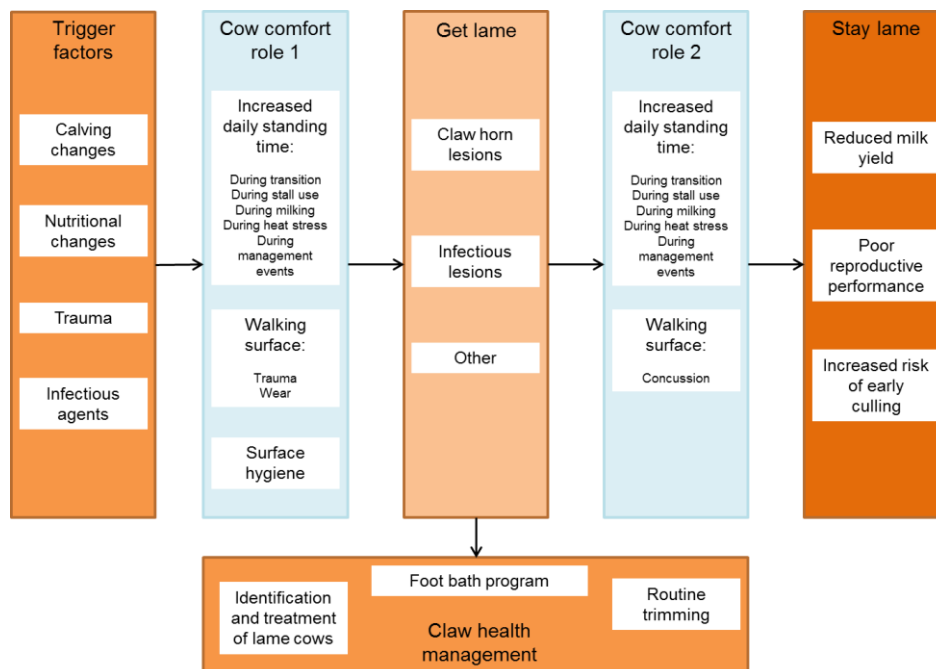 Trigger
factors
Calving
changes
Nutritional
changes
Trauma
Infectious
agents
Cow comfort
role 1
Increased
daily standing
time:
During transition
During stall use
During milking
During heat stress
During
management
events
Walking
surface:
Trauma
Wear
Surface
hygiene
Get lame
Claw horn
lesions
Infectious
lesions
Other
Cow comfort
role 2
Increased
daily standing
time:
During transition
During stall use
During milking
During heat stress
During
management
events
Walking
surface:
Concussion
Stay lame
Reduced milk
yield
Poor
reproductive
performance
Increased risk
of early
culling
Identification
and treatment
of lame cows
Foot bath program
Routine
trimming
Claw health
management